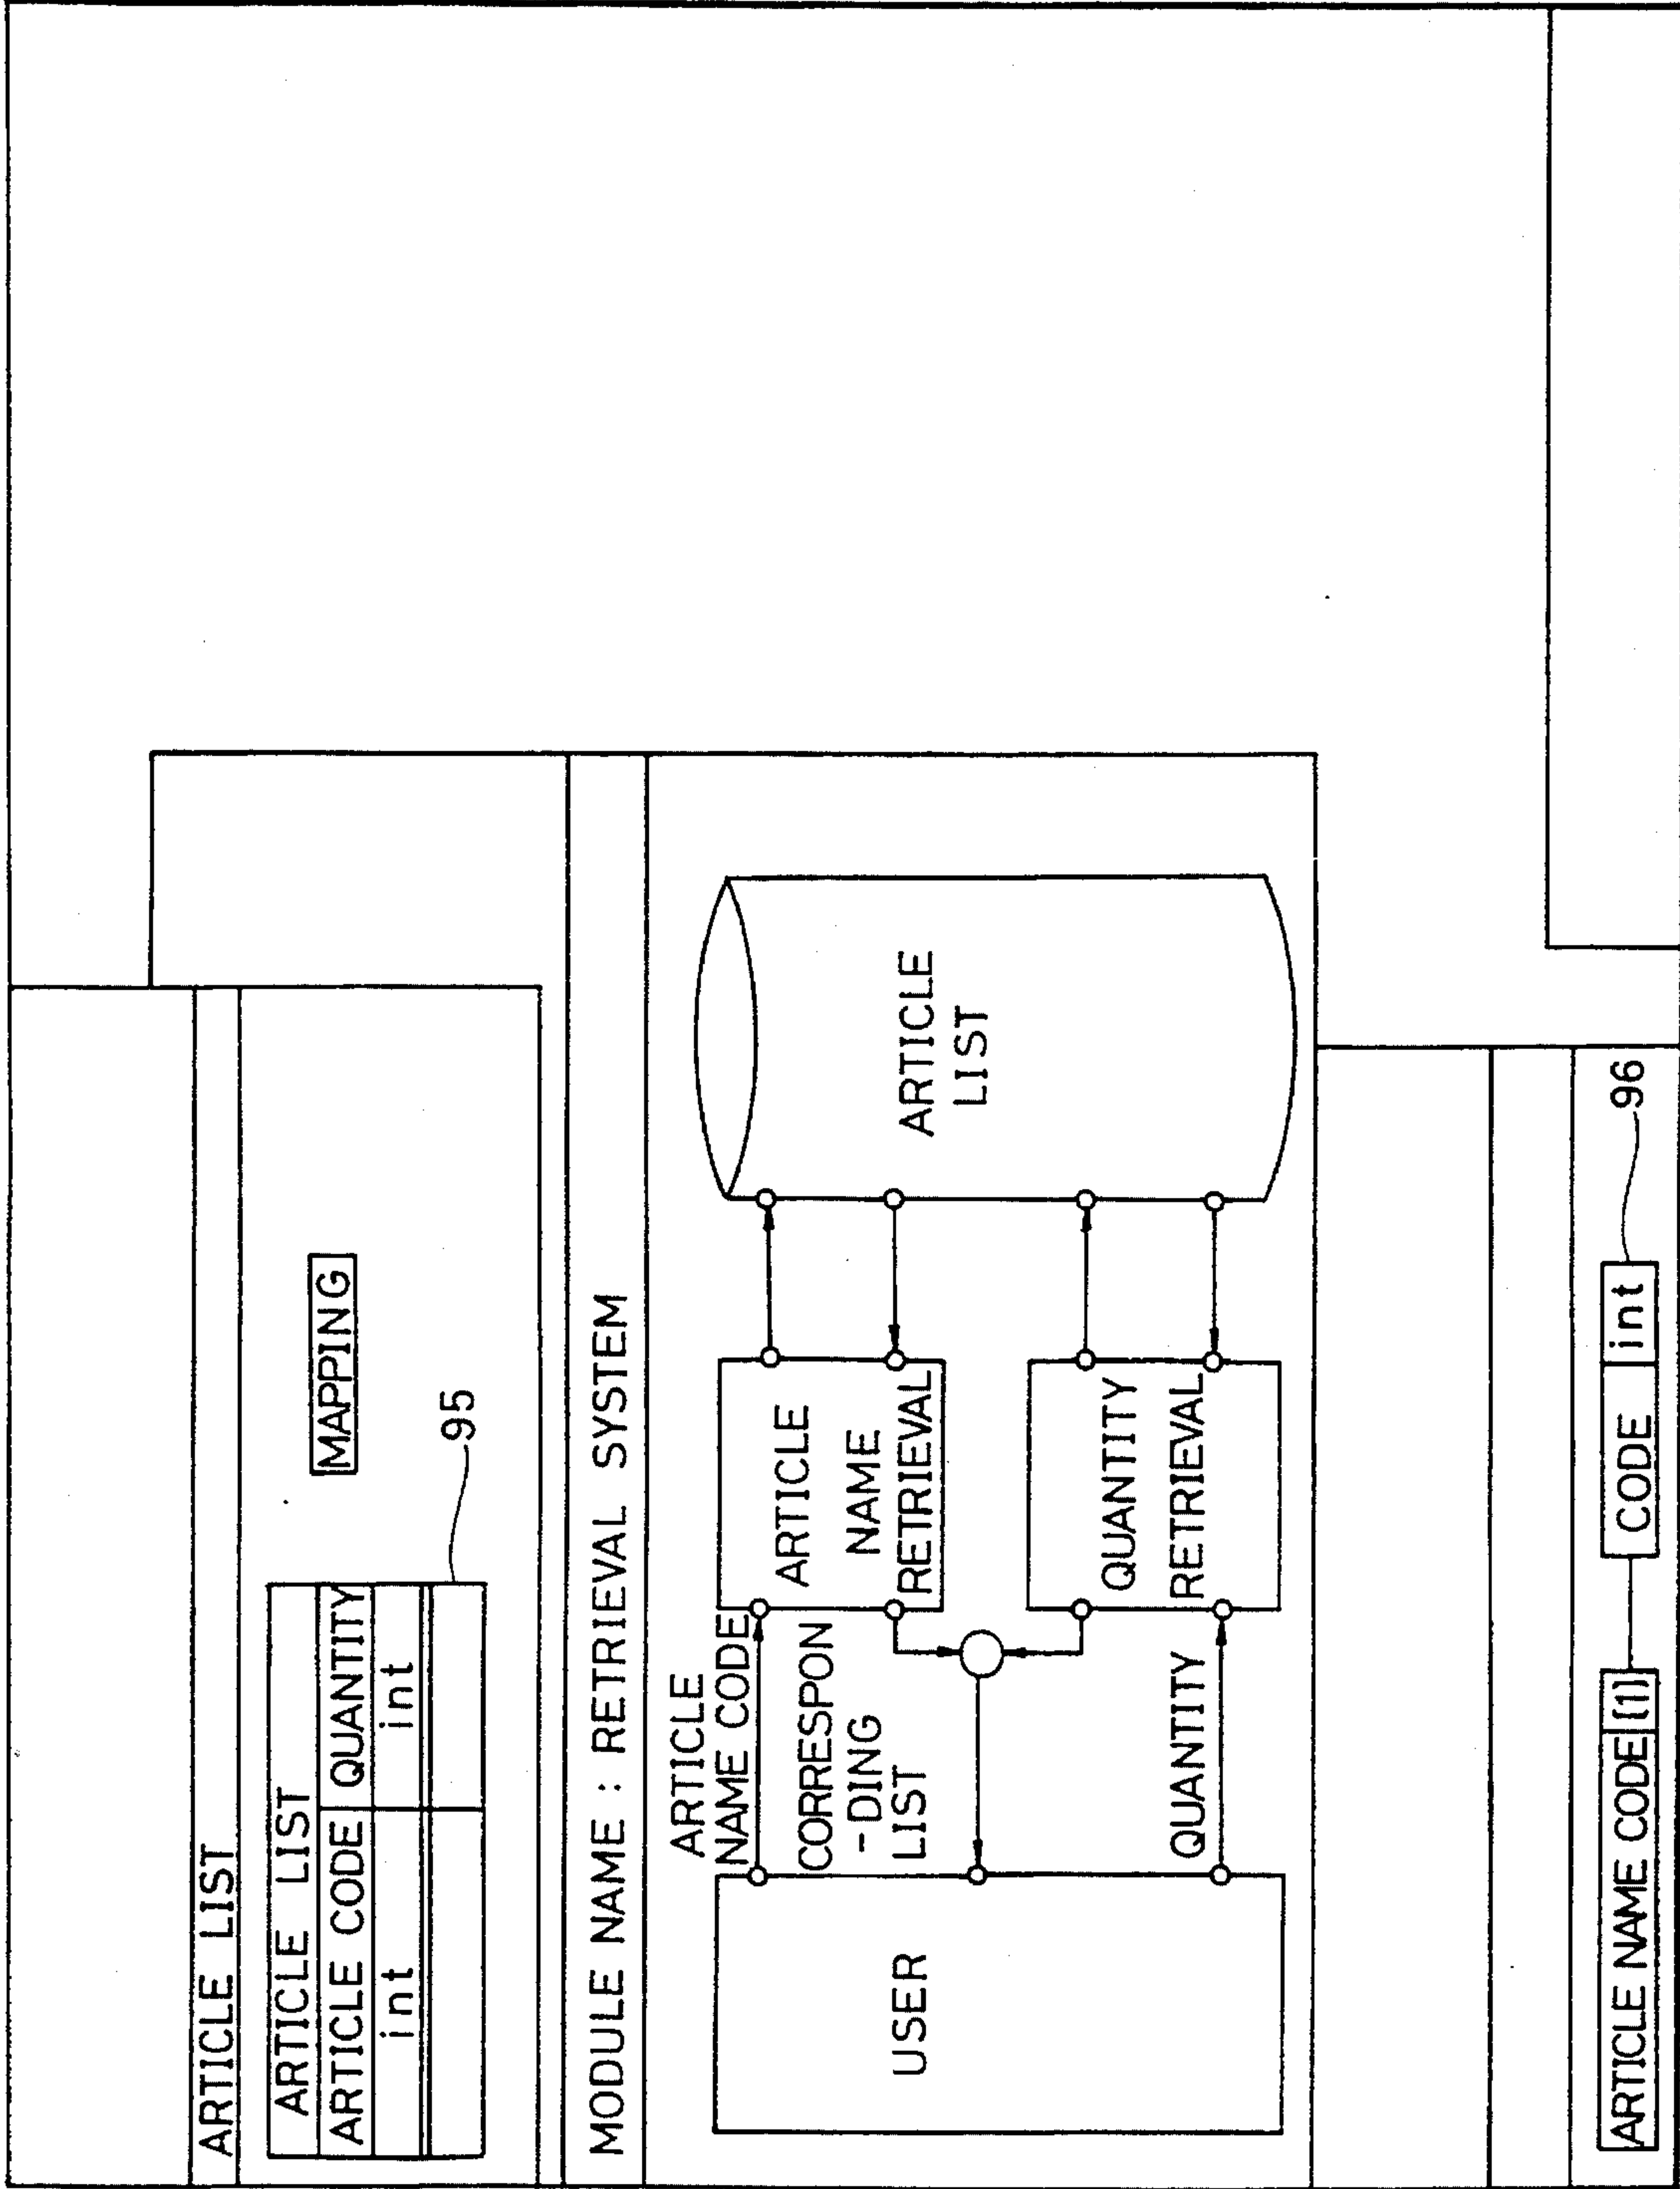 ARTICLE LIST
ARTICLE LIST
ARTICLE CODE QUANTITY
int int
MAPPING
95
MODULE NAME : RETRIEVAL SYSTEM
ARTICLE
NAME CODE
CORRESPON
-DING
LIST
QUANTITY
USER
ARTICLE
NAME
RETRIEVAL
QUANTITY
RETRIEVAL
ARTICLE
LIST
ARTICLE NAME CODE [1] CODE int
96